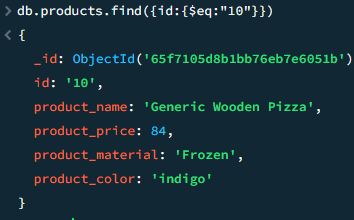 > db.products.find({id:{$eq:"10"}})
< {
_id: ObjectId('65f7105d8b1bb76eb7e6051b')
id: '10',
product_name: 'Generic Wooden Pizza',
product_price: 84,
product_material: 'Frozen',
product_color: 'indigo'
}